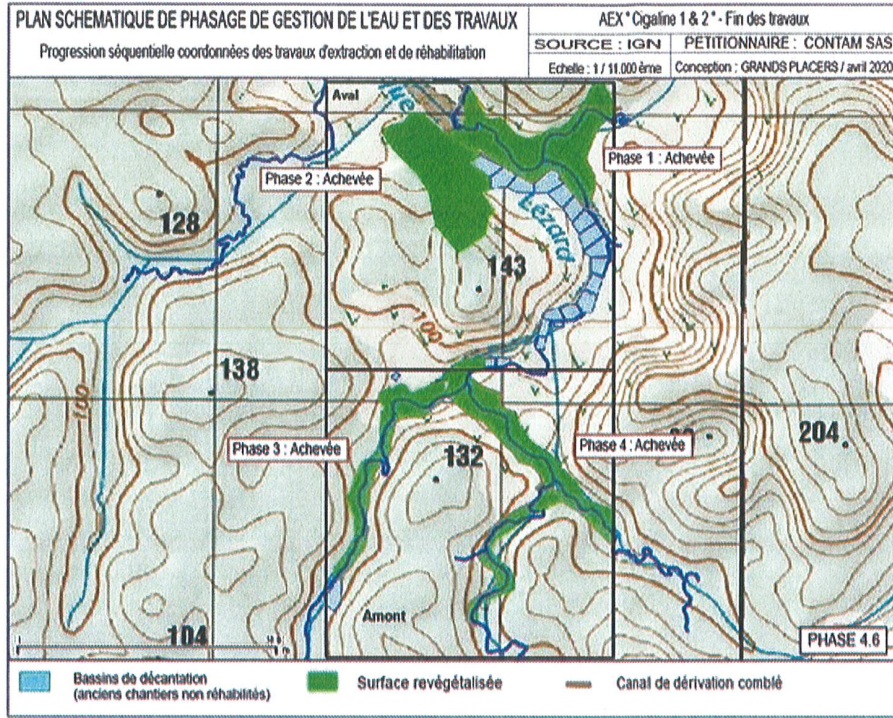 PLAN SCHEMATIQUE DE PHASAGE DE GESTION DE L'EAU ET DES TRAVAUX
Progression séquentielle coordonnées des travaux d'extraction et de réhabilitation
AEX "Cigaline 1 & 2" - Fin des travaux
SOURCE : IGN
PETITIONNAIRE : CONTAM SAS
Echelle : 1 / 11.000 ème
Conception : GRANDS PLACERS / avril 2020
Aval
Phase 2 : Achevée
Phase 1 : Achevée
Lézard
128
143
100
138
100
Phase 3 : Achevée
132
Phase 4 : Achevée
204
Amont
104
PHASE 4.6
Bassins de décantation
(anciens chantiers non réhabilités)
Surface revégétalisée
Canal de dérivation comblé